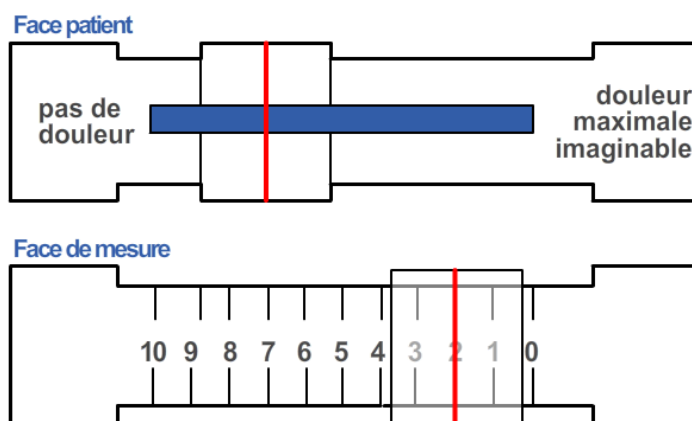 Face patient
pas de
douleur
douleur
maximale
imaginable
Face de mesure
10 9 8 7 6 5 4 3 2 1 0